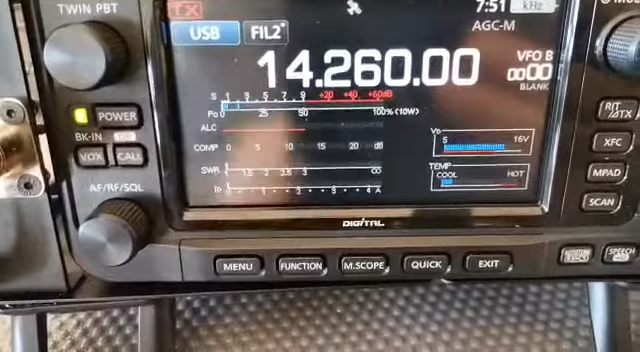 TWIN PBT
TX
7:51
kHz
USB
FIL2
AGC-M
14.260.00
VFO B
BLANK
S 1 3 5 7 9 +20 +40 +60dB
Po 0 25 50 100% (10W)
ALC
COMP 0 5 10 15 20 dB
SWR 1 1.5 2 2.5 3 ∞
ID 0 1 2 3 4 A
VD 5 16V
TEMP
COOL HOT
POWER
BK-IN
VOX CALL
AF/RF/SQL
DIGITAL
RIT/∂TX
XFC
MPAD
SCAN
MENU FUNCTION M.SCOPE QUICK EXIT
SPEECH